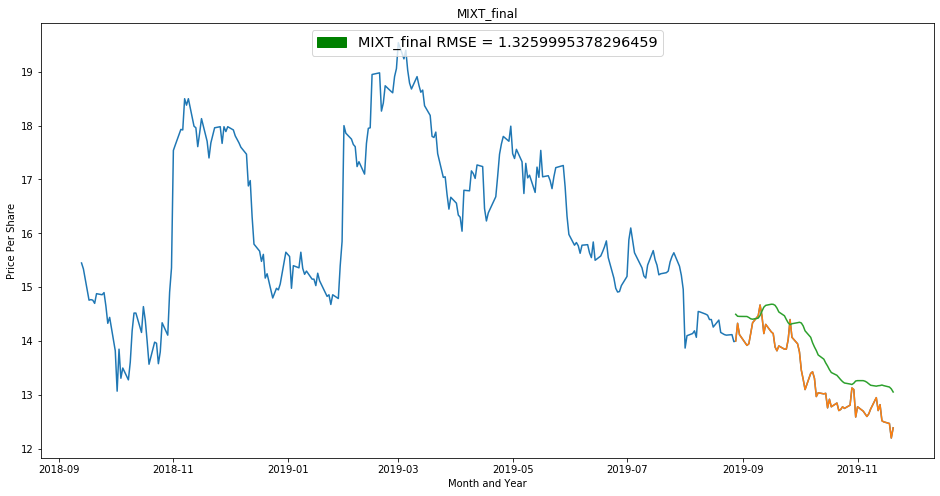 MIXT_final
MIXT_final RMSE = 1.3259995378296459
Price Per Share
19
18
17
16
15
14
13
12
2018-09 2018-11 2019-01 2019-03 2019-05 2019-07 2019-09 2019-11
Month and Year